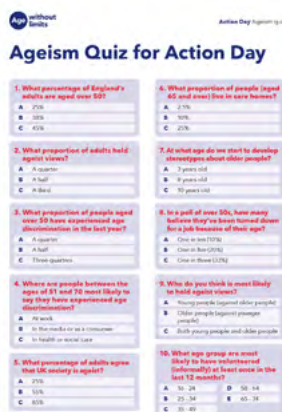 Age without
limits
Action Day Ageism
Ageism Quiz for Action Day
1. What percentage of England's
adults are aged over 50?
A 25%
B 38%
C 45%
2. What proportion of adults hold
ageist views?
A A quarter
B A half
C A third
3. What proportion of people aged
over 50 have experienced age
discrimination in the last year?
A A quarter
B A half
C Three quarters
4. Where are people between the
ages of 51 and 70 most likely to
say they have experienced age
discrimination?
A At work
B In the media or as a consumer
C In health or social care
5. What percentage of adults agree
that UK society is ageist?
A 25%
B 55%
C 85%
6. What proportion of people (aged
65 and over) live in care homes?
A 2.5%
B 10%
C 25%
7. At what age do we start to develop
stereotypes about older people?
A 3 years old
B years old
C 10 years old
8. In a poll of over 50s, how many
believe they've been turned down
for a job because of their age?
A One in ten (10%)
B One in five (20%)
C One in three (33%)
9. Who do you think is most likely
to hold ageist views?
A Young people (against older people)
B Older people (against younger
people)
C Both young people and older people
10. What age group are most
likely to have volunteered
(informally) at least once in the
last 12 months?
A 16 - 24
D 50 - 64
B 25 - 34
E 65 - 74
C 35 - 49